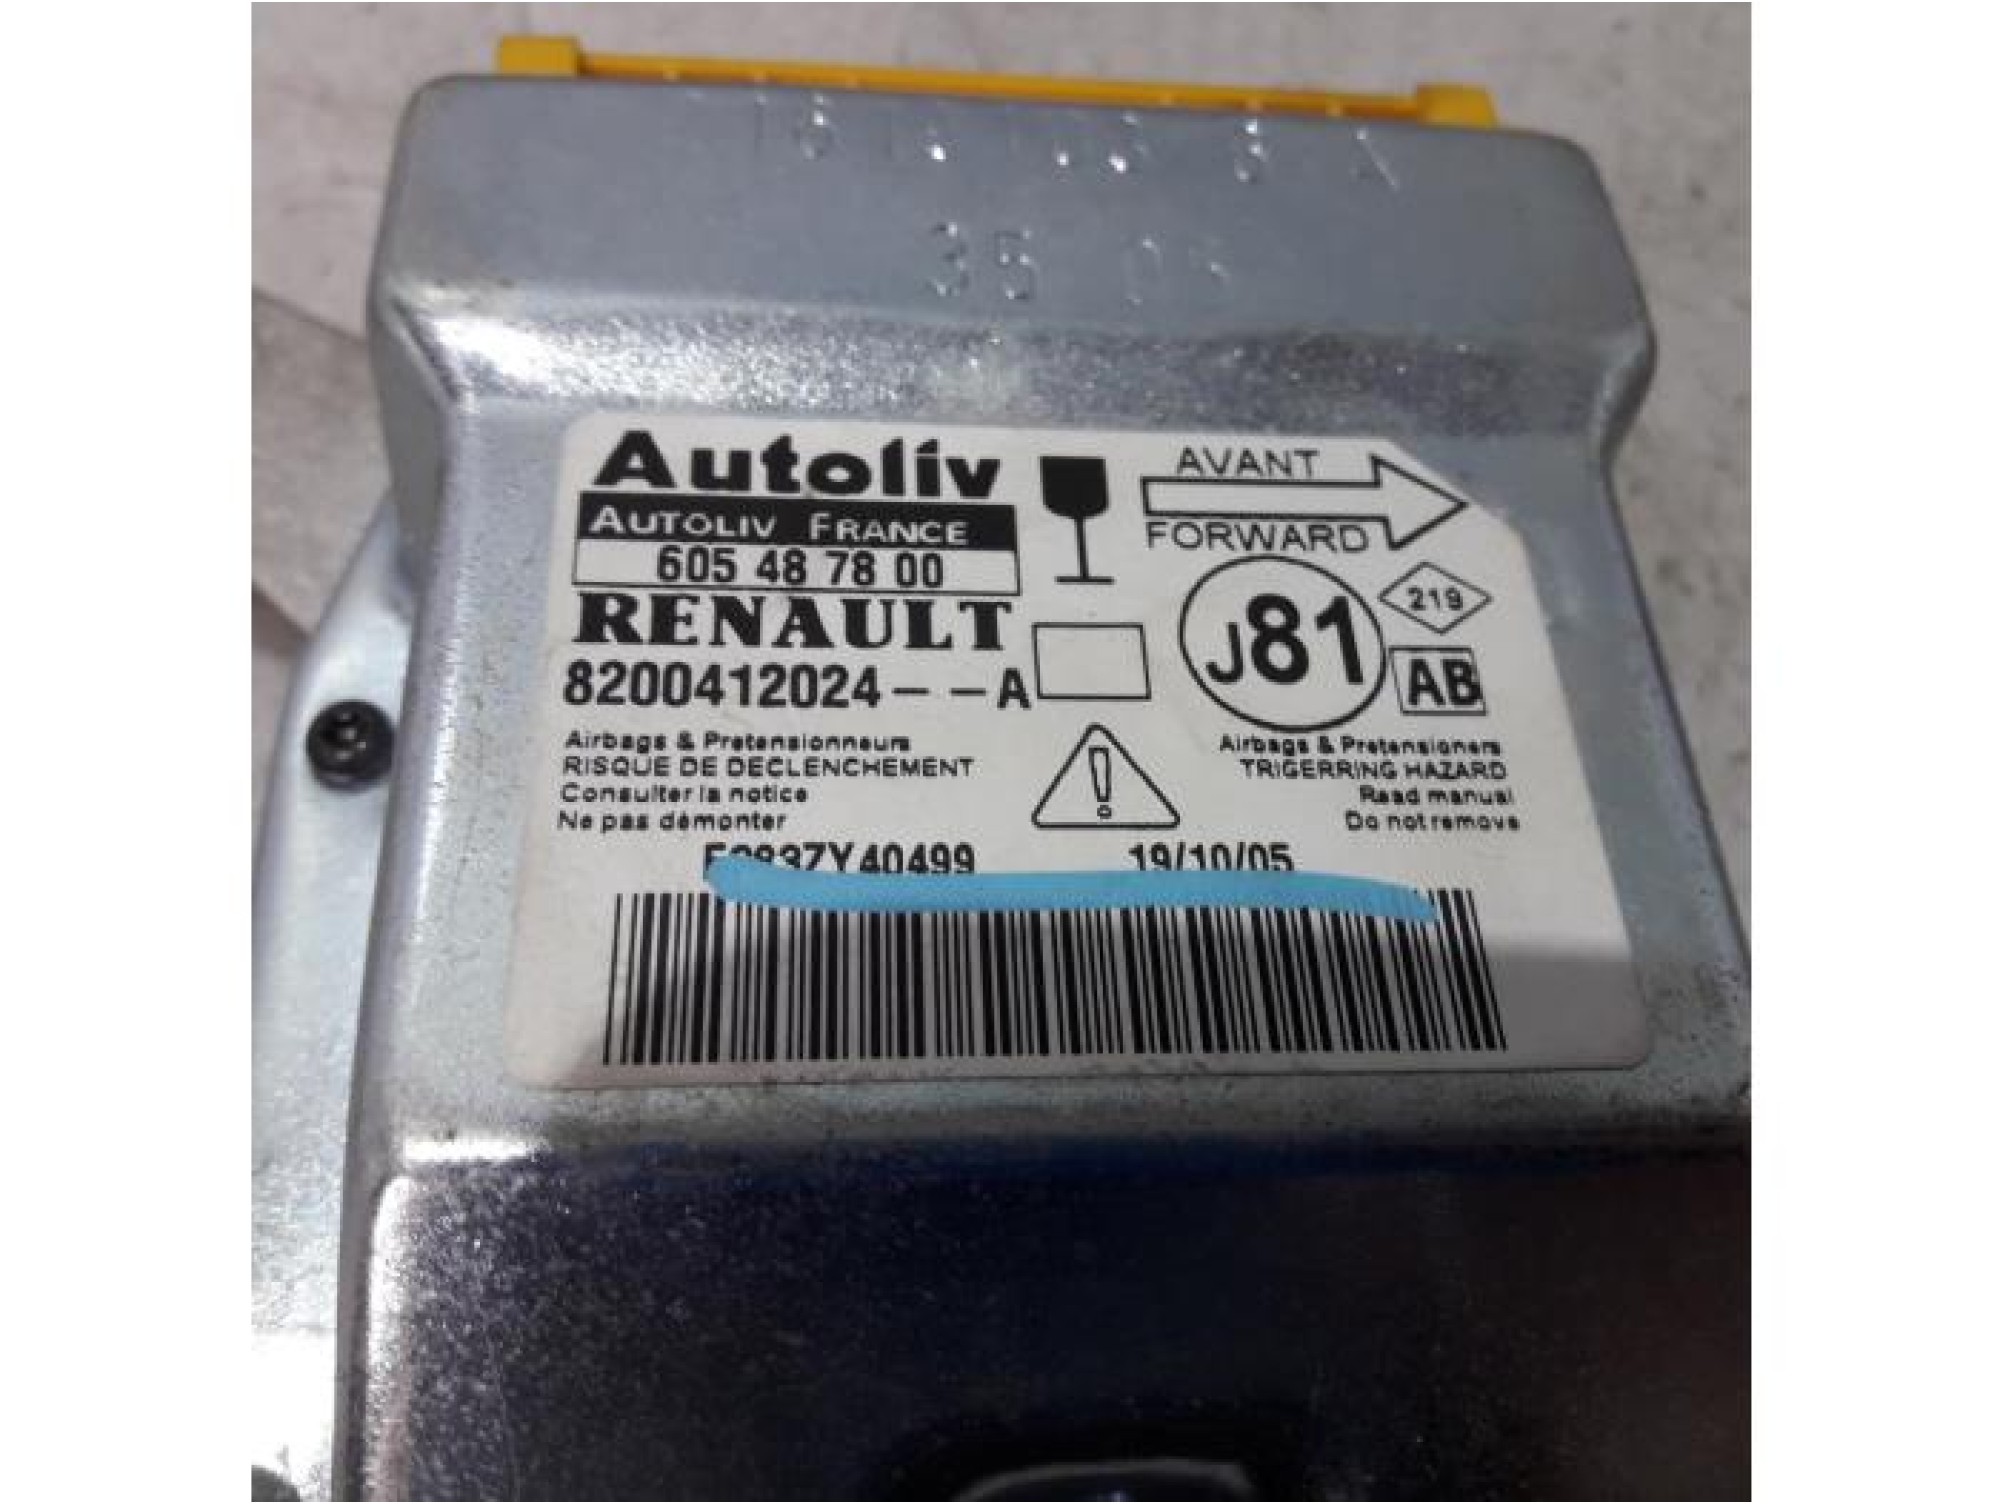 35
Autoliv
AUTOLIV FRANCE
605 48 78 00
RENAULT
8200412024 – – A
AVANT
FORWARD
J81
219
AB
Airbags & Pretensionneurs
RISQUE DE DECLENCHEMENT
Consulter la notice
Ne pas démonter
Airbags & Pretensioners
TRIGERRING HAZARD
Read manual
Do not remove
19/10/05